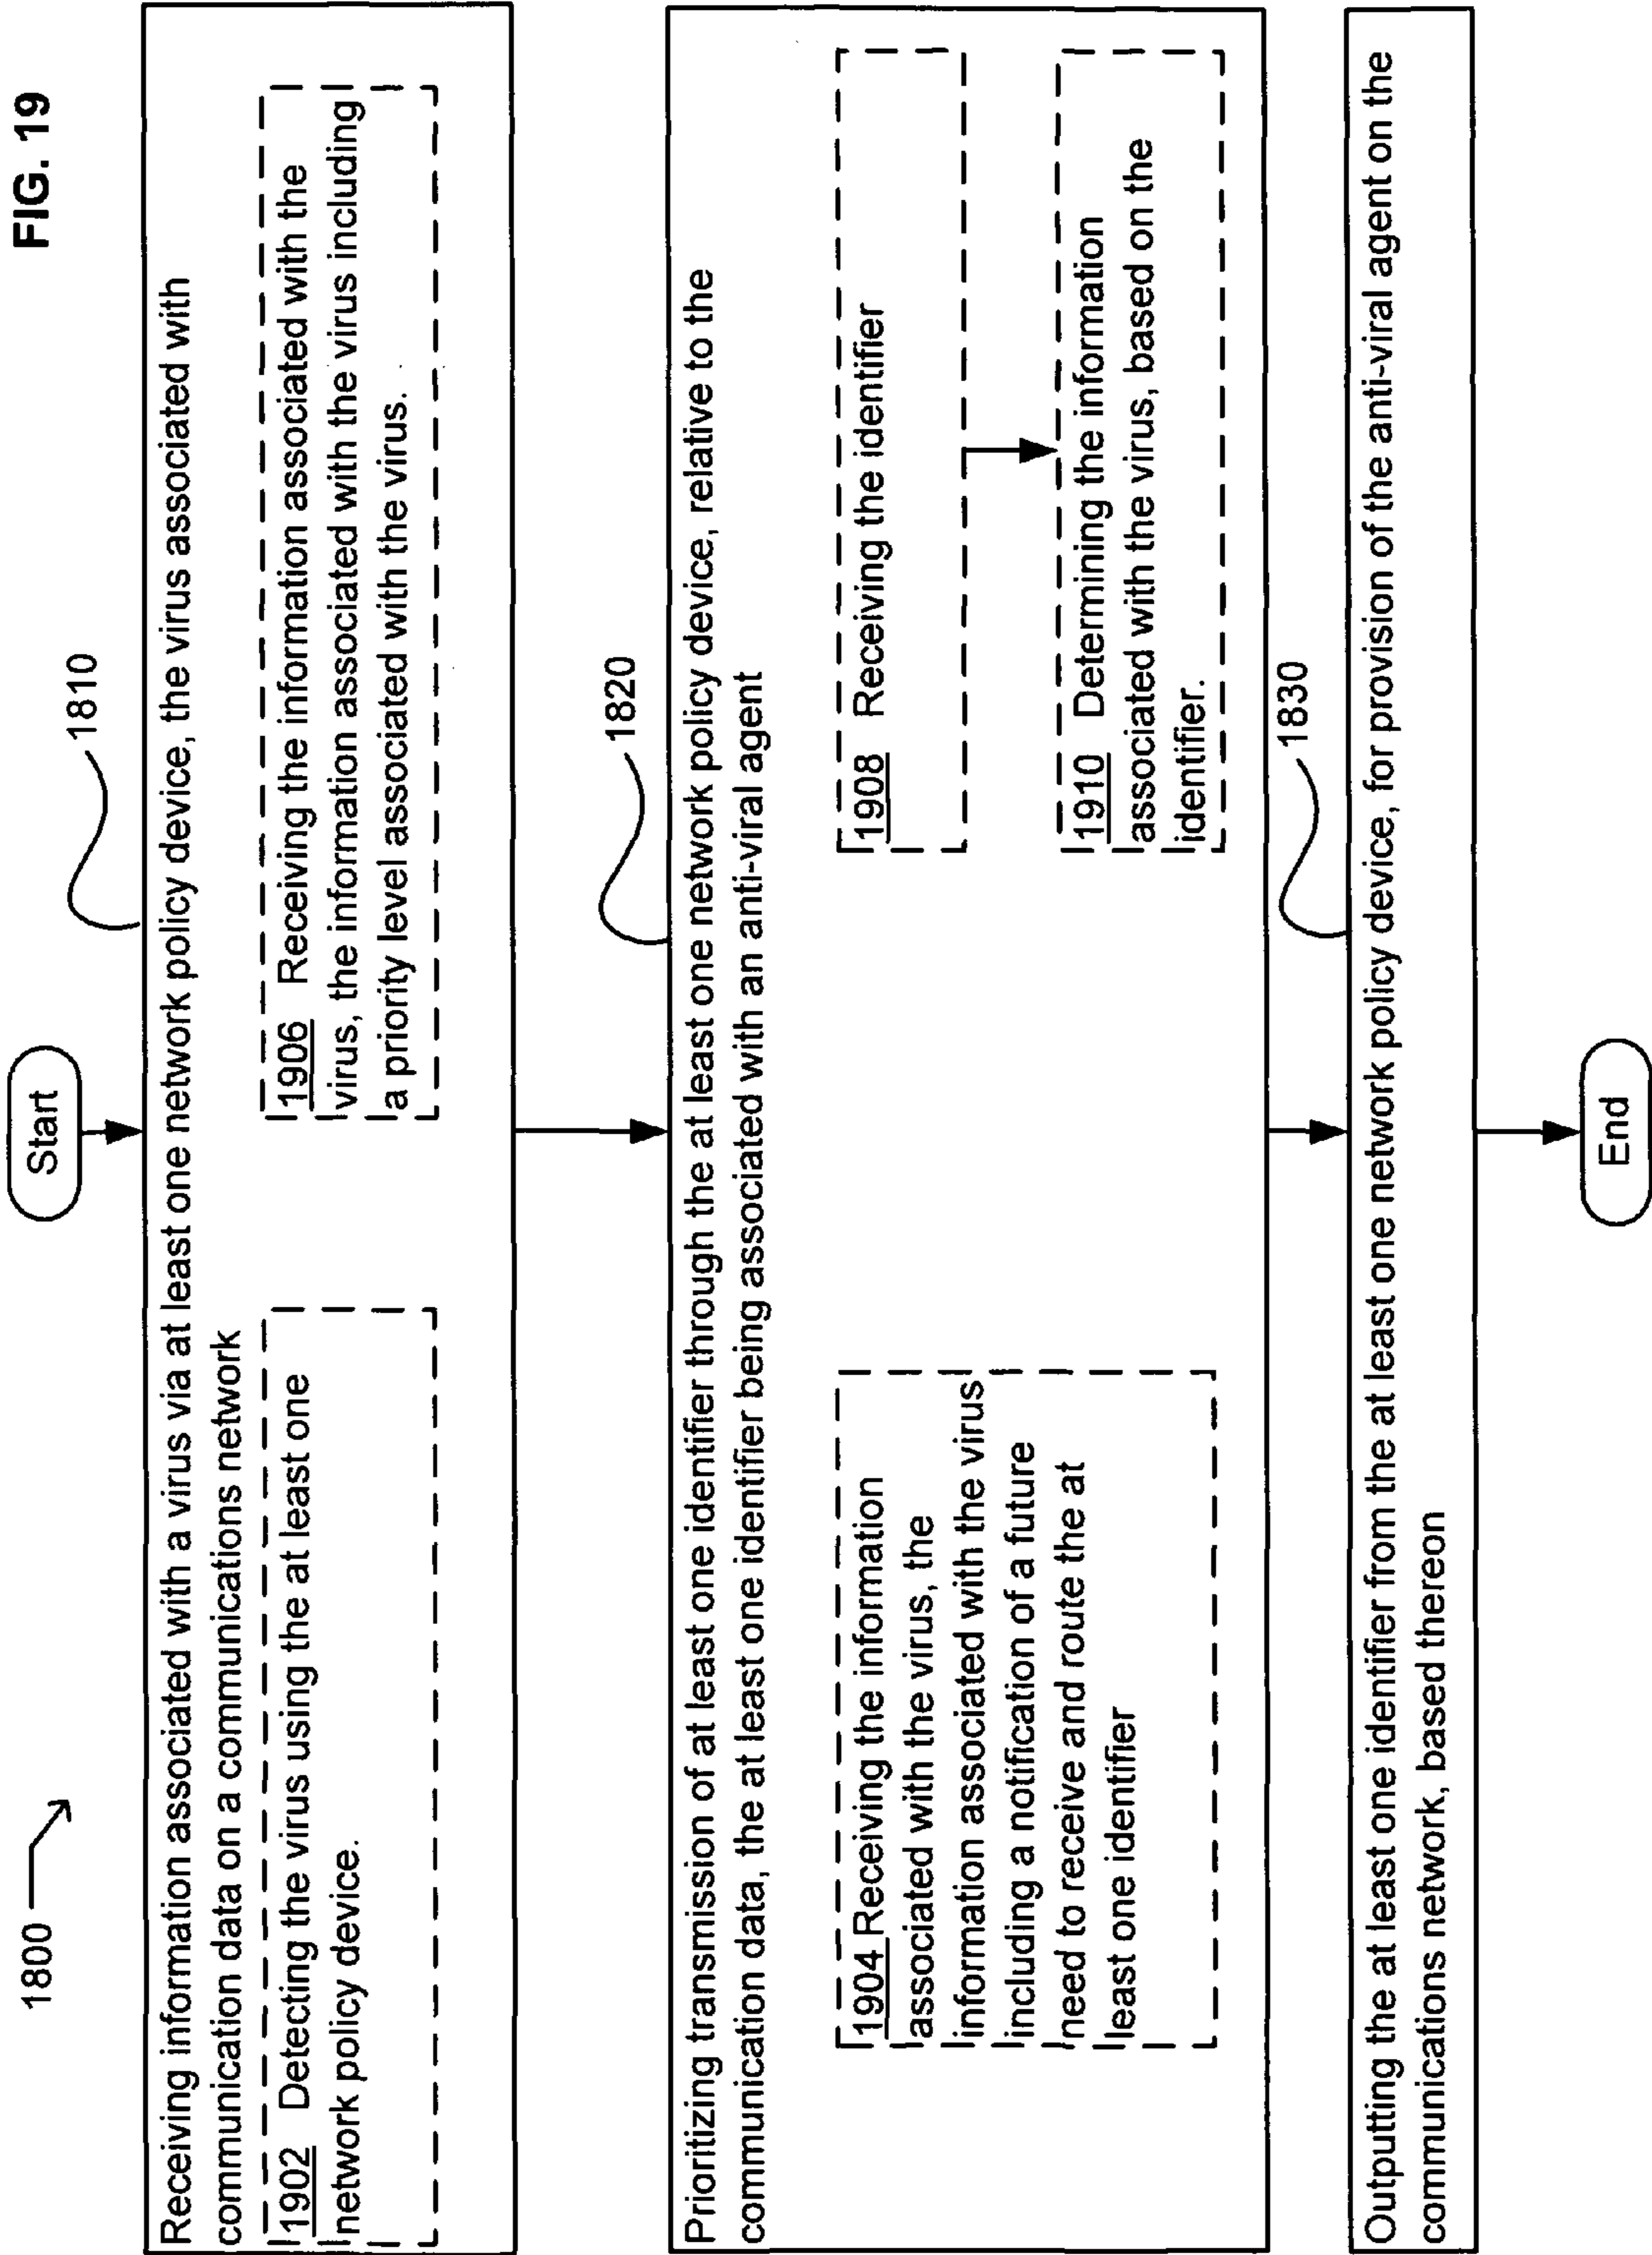 FIG. 19
1800
Start
1810
Receiving information associated with a virus via at least one network policy device, the virus associated with
communication data on a communications network
1902 Detecting the virus using the at least one
network policy device.
1906 Receiving the information associated with the
virus, the information associated with the virus including
a priority level associated with the virus.
1820
Prioritizing transmission of at least one identifier through the at least one network policy device, relative to the
communication data, the at least one identifier being associated with an anti-viral agent
1904 Receiving the information
associated with the virus, the
information associated with the virus
including a notification of a future
need to receive and route the at
least one identifier
1908 Receiving the identifier
1910 Determining the information
associated with the virus, based on the
identifier.
1830
Outputting the at least one identifier from the at least one network policy device, for provision of the anti-viral agent on the
communications network, based thereon
End